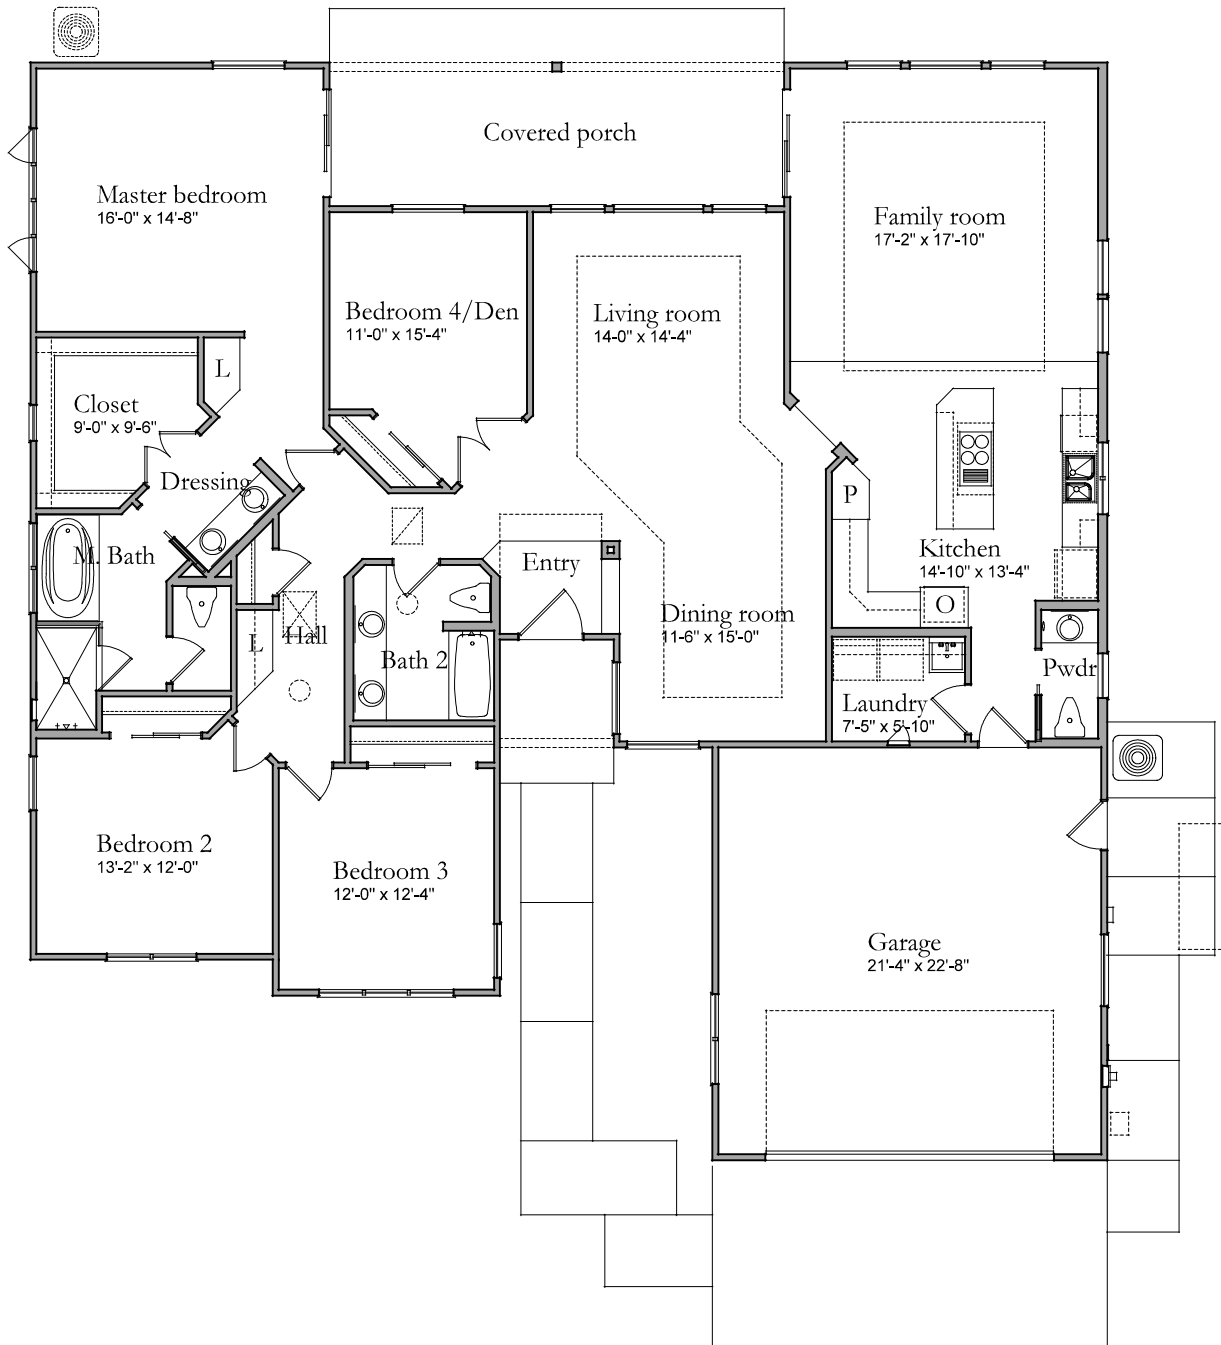 Covered porch
Master bedroom
16'-0" x 14'-8"
Family room
17'-2" x 17'-10"
Bedroom 4/Den
11'-0" x 15'-4"
Living room
14'-0" x 14'-4"
L
Closet
9'-0" x 9'-6"
Dressing
P
M. Bath
Entry
Kitchen
14'-10" x 13'-4"
O
Hall
L
Dining room
11'-6" x 15'-0"
Bath 2
Pwdr
Laundry
7'-5" x 5'-10"
Bedroom 2
13'-2" x 12'-0"
Bedroom 3
12'-0" x 12'-4"
Garage
21'-4" x 22'-8"